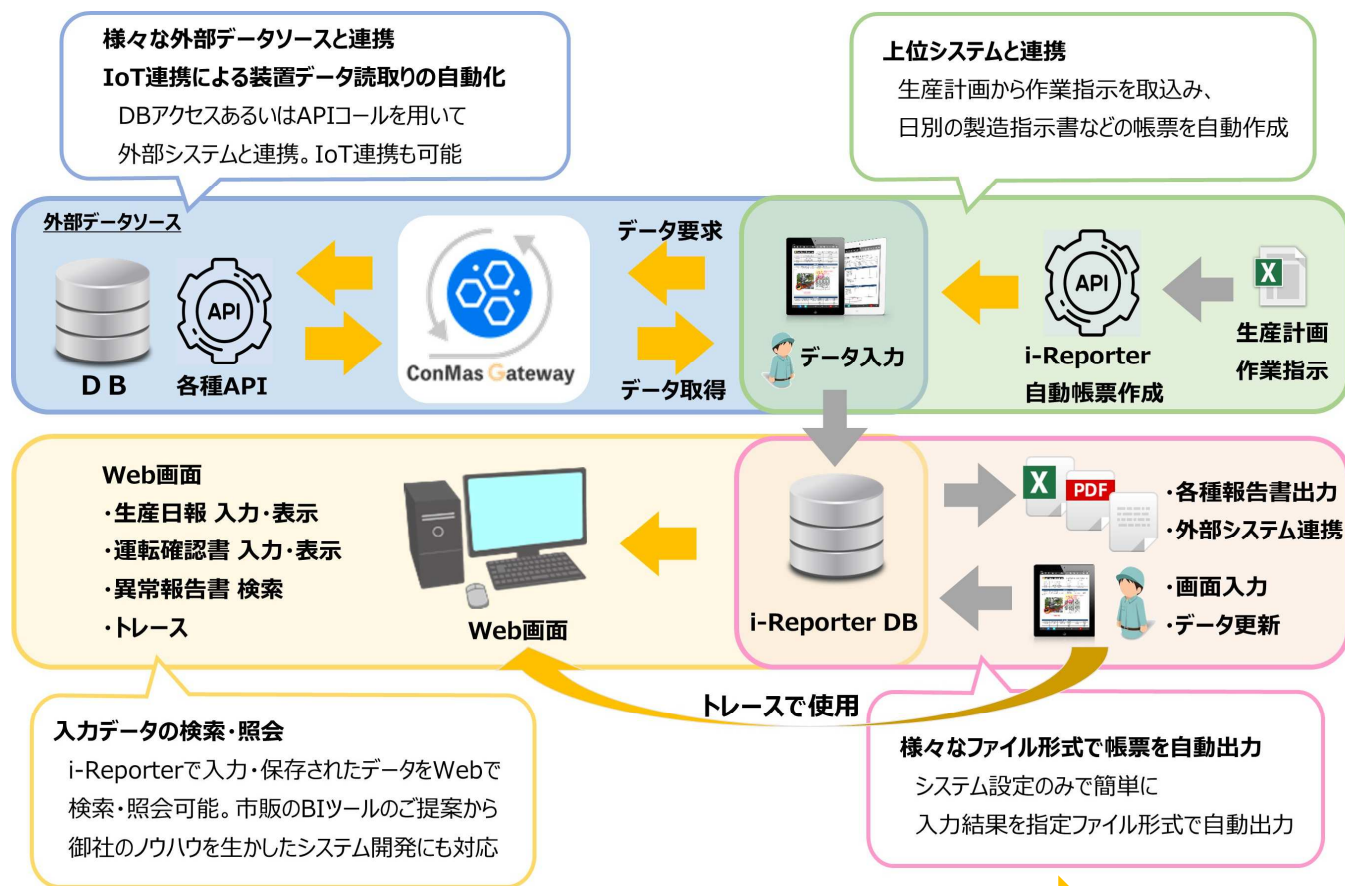 様々な外部データソースと連携
IoT連携による装置データ読取りの自動化
DBアクセスあるいはAPIコールを用いて
外部システムと連携。IoT連携も可能
上位システムと連携
生産計画から作業指示を取込み、
日別の製造指示書などの帳票を自動作成
外部データソース
DB
API
各種API
ConMas Gateway
データ要求
データ取得
データ入力
API
i-Reporter
自動帳票作成
X
生産計画
作業指示
Web画面
・生産日報 入力・表示
・運転確認書 入力・表示
・異常報告書 検索
・トレース
Web画面
i-Reporter DB
X
PDF
・各種報告書出力
・外部システム連携
・画面入力
・データ更新
トレースで使用
入力データの検索・照会
i-Reporterで入力・保存されたデータをWebで
検索・照会可能。市販のBIツールのご提案から
御社のノウハウを生かしたシステム開発にも対応
様々なファイル形式で帳票を自動出力
システム設定のみで簡単に
入力結果を指定ファイル形式で自動出力